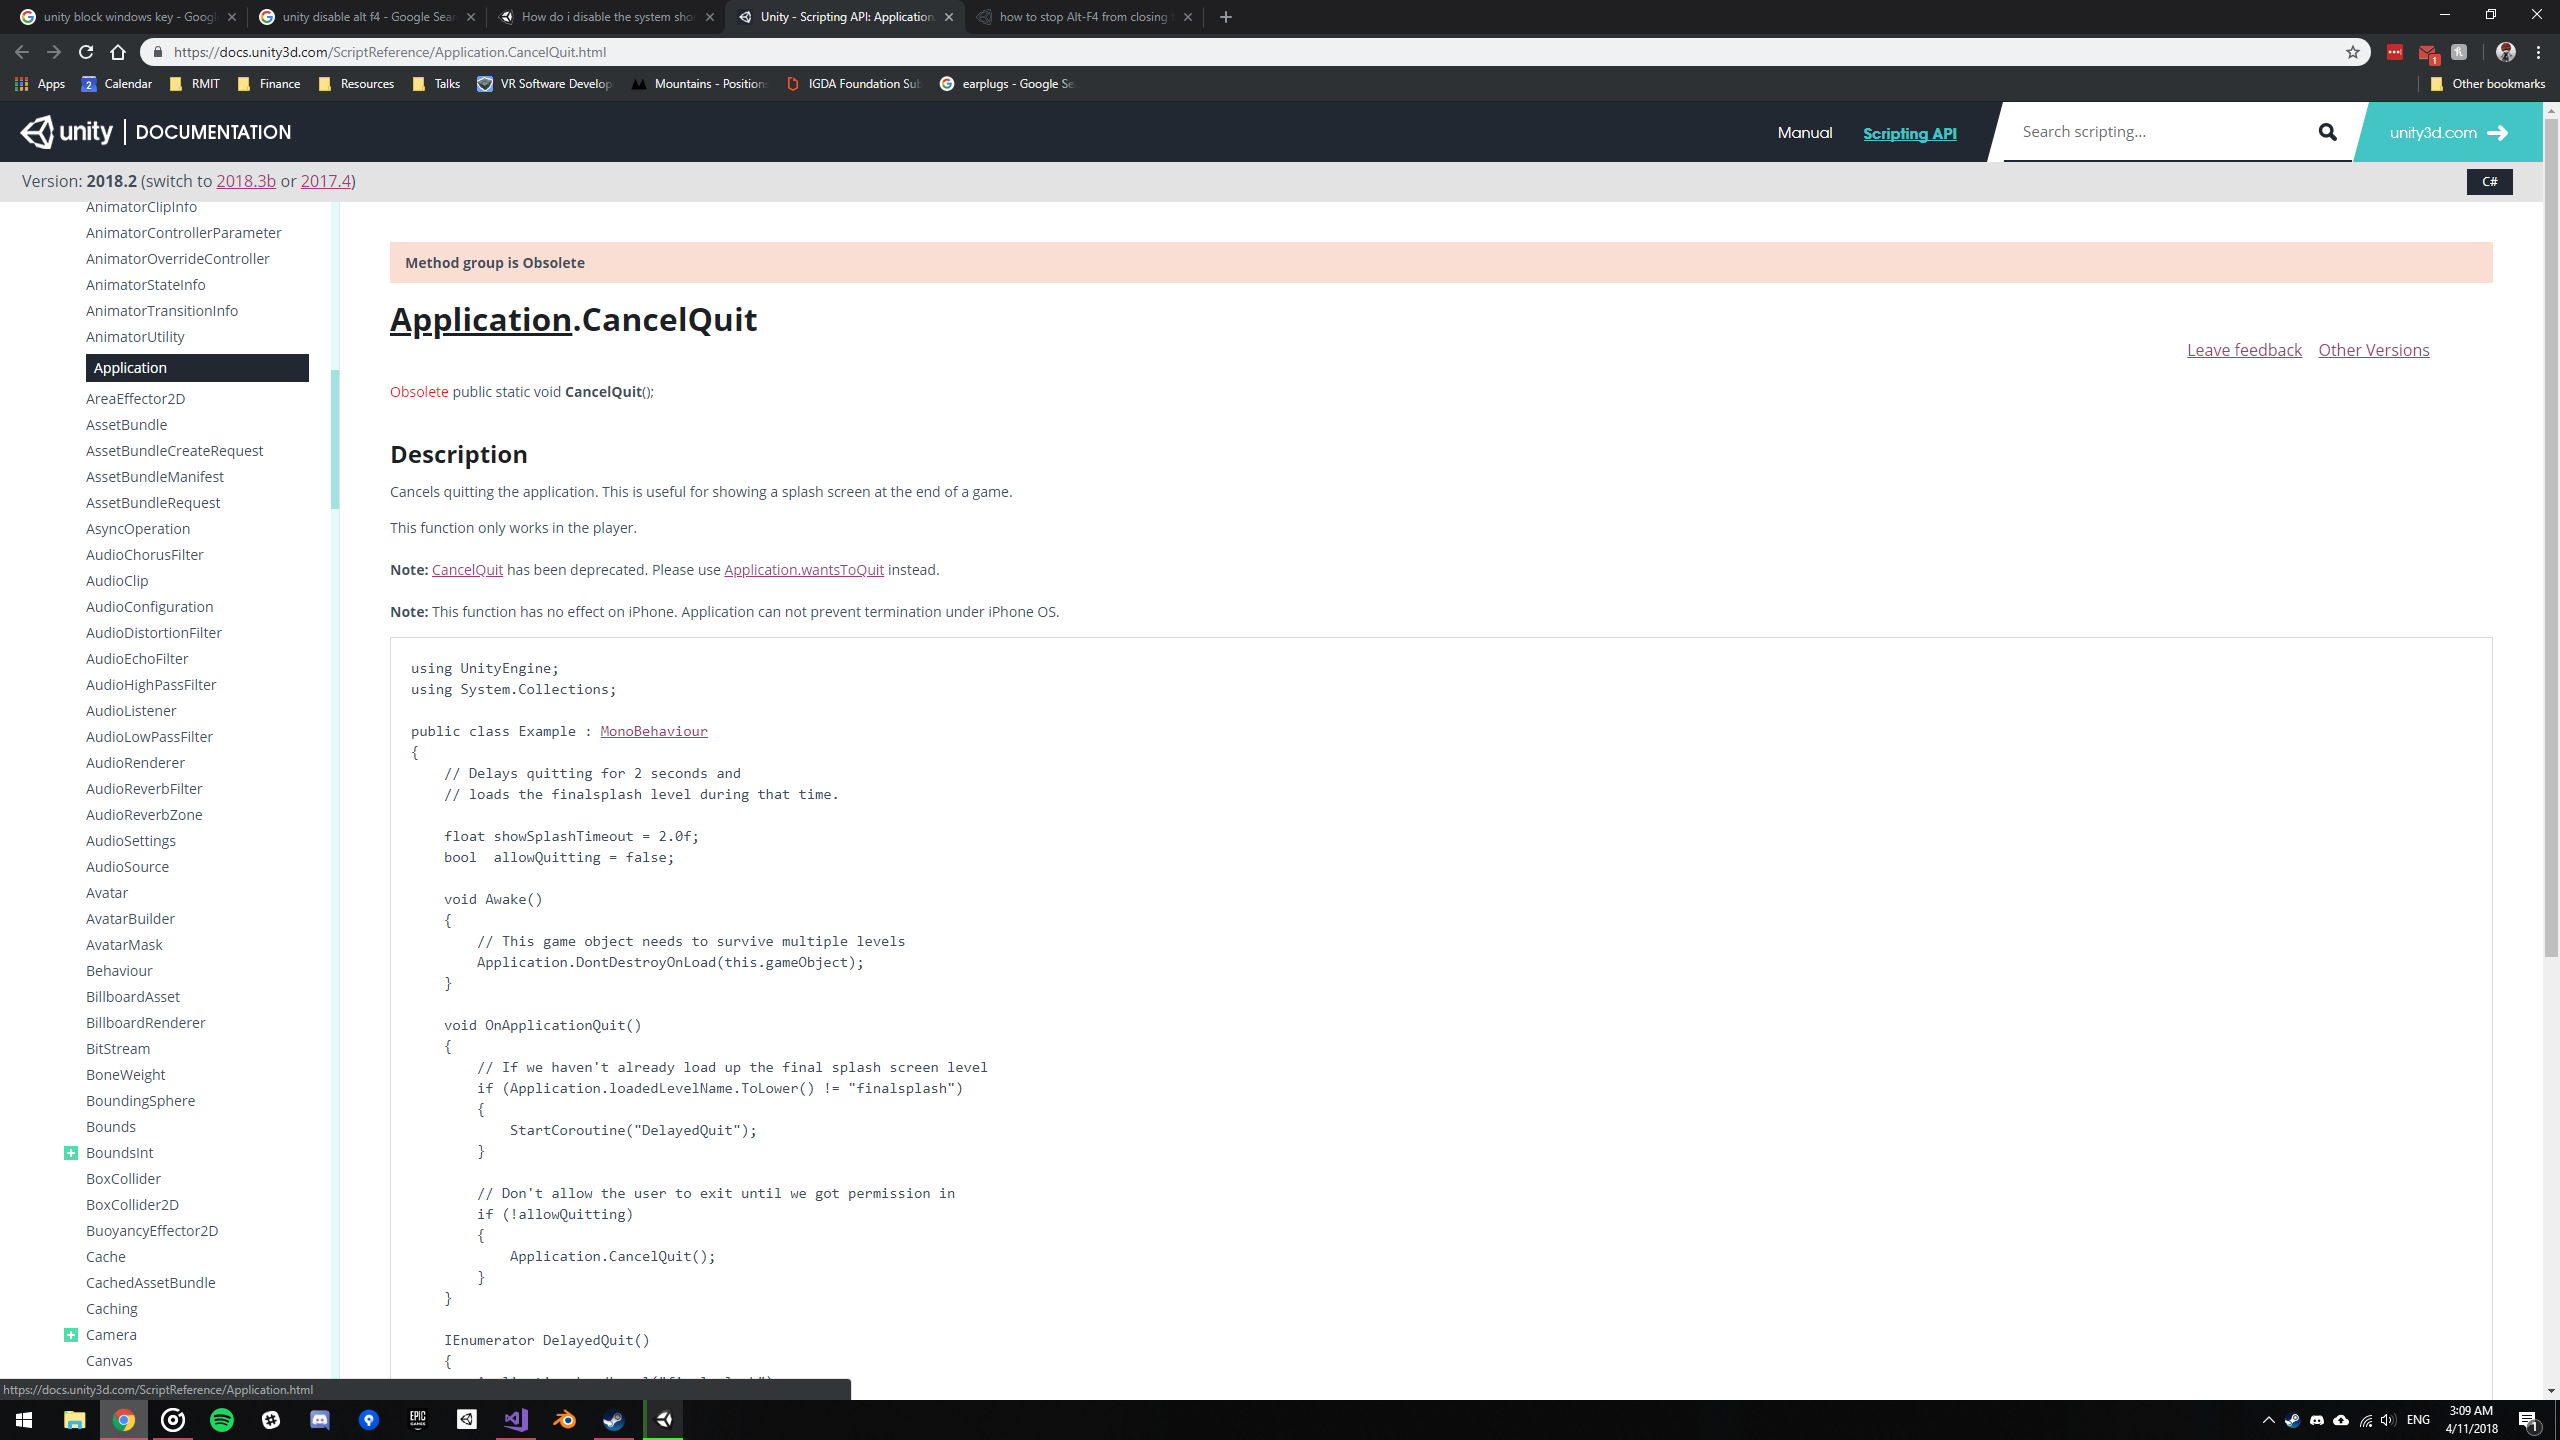 unity block windows key - Googl
unity disable alt f4 - Google Sear
How do i disable the system sho
Unity - Scripting API: Application.
how to stop Alt-F4 from closing
https://docs.unity3d.com/ScriptReference/Application.CancelQuit.html
Apps
Calendar
RMIT
Finance
Resources
Talks
VR Software Develop
Mountains - Position
IGDA Foundation Sub
earplugs - Google Se
Other bookmarks
unity | DOCUMENTATION
Manual
Scripting API
Search scripting...
unity3d.com
Version: 2018.2 (switch to 2018.3b or 2017.4)
C#
AnimatorClipInfo
AnimatorControllerParameter
AnimatorOverrideController
AnimatorStateInfo
AnimatorTransitionInfo
AnimatorUtility
Application
AreaEffector2D
AssetBundle
AssetBundleCreateRequest
AssetBundleManifest
AssetBundleRequest
AsyncOperation
AudioChorusFilter
AudioClip
AudioConfiguration
AudioDistortionFilter
AudioEchoFilter
AudioHighPassFilter
AudioListener
AudioLowPassFilter
AudioRenderer
AudioReverbFilter
AudioReverbZone
AudioSettings
AudioSource
Avatar
AvatarBuilder
AvatarMask
Behaviour
BillboardAsset
BillboardRenderer
BitStream
BoneWeight
BoundingSphere
Bounds
BoundsInt
BoxCollider
BoxCollider2D
BuoyancyEffector2D
Cache
CachedAssetBundle
Caching
Camera
Canvas
Method group is Obsolete
Application.CancelQuit
Leave feedback
Other Versions
Obsolete public static void CancelQuit();
Description
Cancels quitting the application. This is useful for showing a splash screen at the end of a game.
This function only works in the player.
Note: CancelQuit has been deprecated. Please use Application.wantsToQuit instead.
Note: This function has no effect on iPhone. Application can not prevent termination under iPhone OS.
using UnityEngine;
using System.Collections;
public class Example : MonoBehaviour
{
// Delays quitting for 2 seconds and
// loads the finalsplash level during that time.
float showSplashTimeout = 2.0f;
bool  allowQuitting = false;
void Awake()
{
// This game object needs to survive multiple levels
Application.DontDestroyOnLoad(this.gameObject);
}
void OnApplicationQuit()
{
// If we haven't already load up the final splash screen level
if (Application.loadedLevelName.ToLower() != "finalsplash")
{
StartCoroutine("DelayedQuit");
}
// Don't allow the user to exit until we got permission in
if (!allowQuitting)
{
Application.CancelQuit();
}
}
IEnumerator DelayedQuit()
{
https://docs.unity3d.com/ScriptReference/Application.html
EPIC GAMES
ENG
3:09 AM
4/11/2018